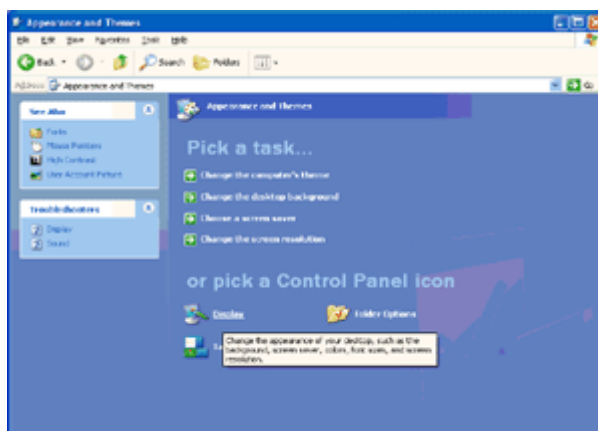 Appearance and Themes
File Edit View Favorites Tools Help
Back Search Folders
Address Appearance and Themes Go
See Also
Fonts
Mouse Pointers
High Contrast
User Account Picture
Troubleshooters
Display
Sound
Appearance and Themes
Pick a task...
Change the computer's theme
Change the desktop background
Choose a screen saver
Change the screen resolution
or pick a Control Panel icon
Display Folder Options
Change the appearance of your desktop, such as the
background, screen saver, colors, font sizes, and screen
resolution.